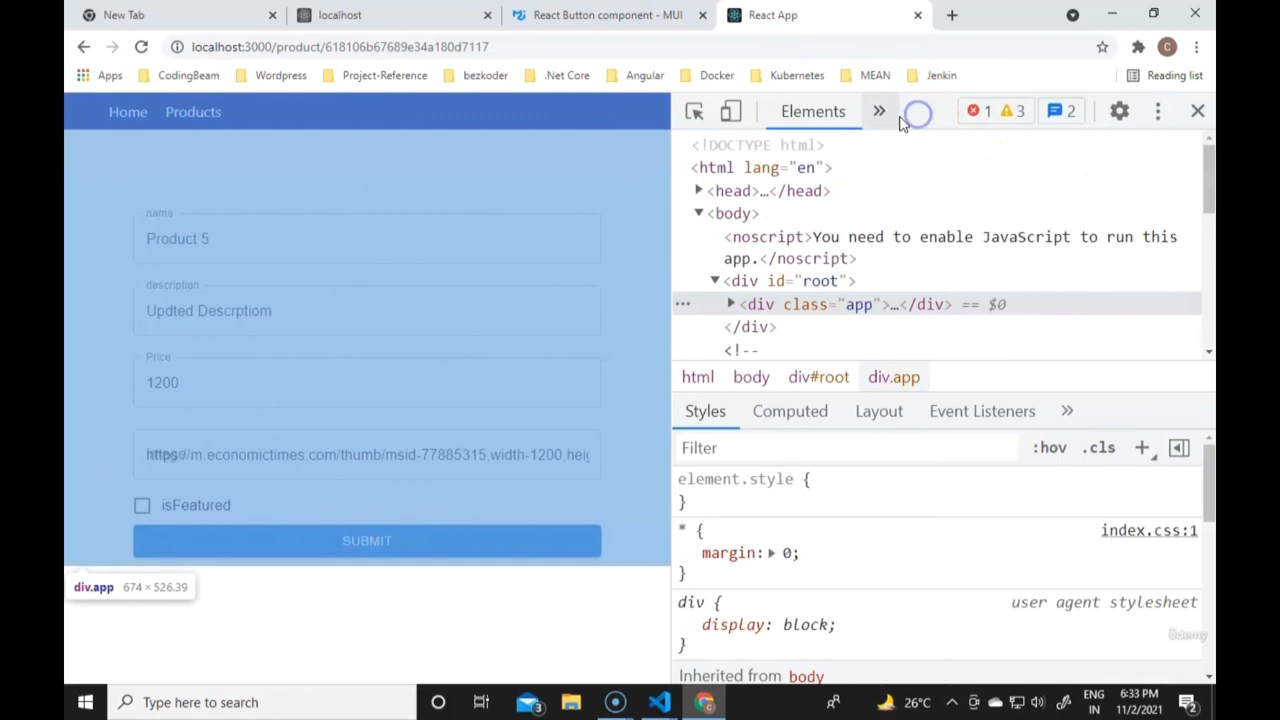 New Tab
localhost
React Button component - MUI
React App
localhost:3000/product/618106b67689e34a180d7117
Apps
CodingBeam
Wordpress
Project-Reference
bezkoder
.Net Core
Angular
Docker
Kubernetes
MEAN
Jenkin
Reading list
Home
Products
name
Product 5
description
Updted Descrptiom
Price
1200
https://m.economictimes.com/thumb/msid-77885315,width-1200,heig
isFeatured
SUBMIT
div.app 674 × 526.39
Elements
»
1
3
2
<!DOCTYPE html>
<html lang="en">
<head>…</head>
<body>
<noscript>You need to enable JavaScript to run this
app.</noscript>
<div id="root">
<div class="app">…</div> == $0
</div>
<!--
html
body
div#root
div.app
Styles
Computed
Layout
Event Listeners
»
Filter
:hov
.cls
element.style {
}
* {
index.css:1
margin: 0;
}
div {
user agent stylesheet
display: block;
}
Inherited from body
Udemy
Type here to search
3
26°C
ENG
IN
6:33 PM
11/2/2021
2